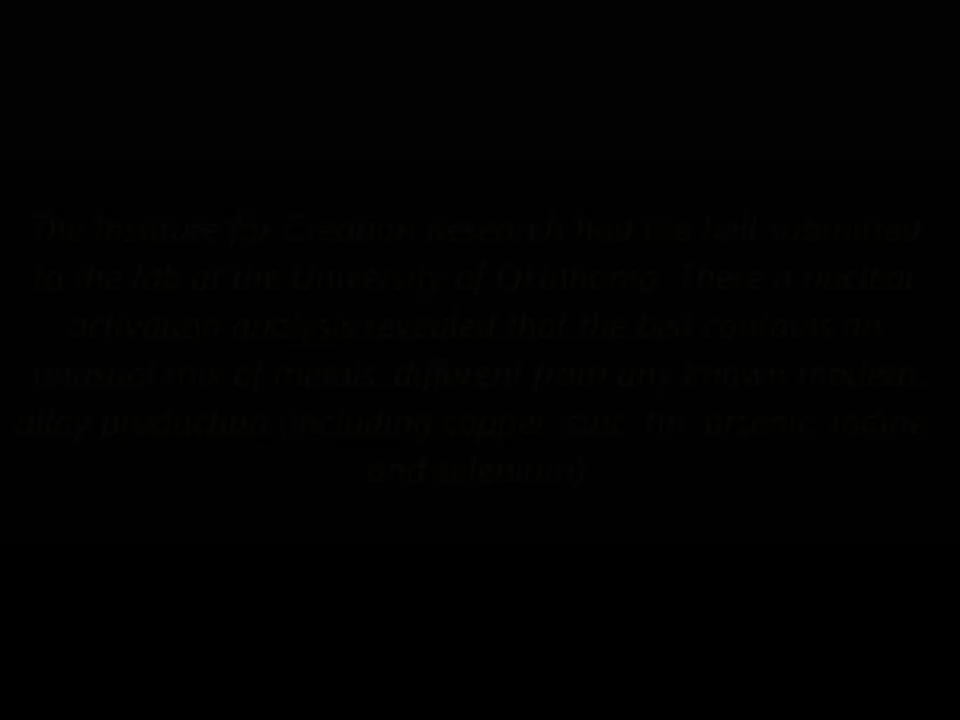 The Institute for Creation Research had the bell submitted
to the lab at the University of Oklahoma. There a nuclear
activation analysis revealed that the bell contains an
unusual mix of metals, different from any known modern
alloy production (including copper, zinc, tin, arsenic, iodine,
and selenium).